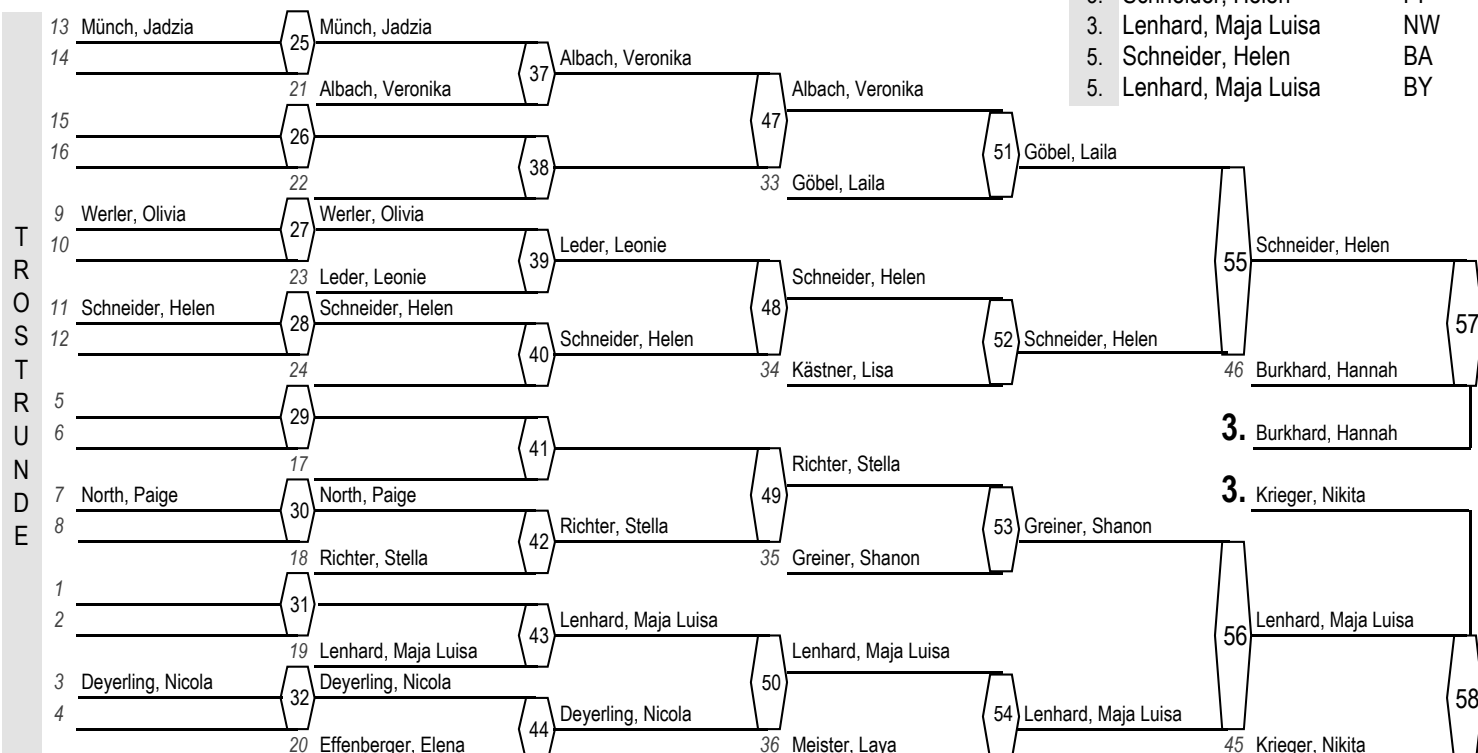 3. Lenhard, Maja Luisa NW
5. Schneider, Helen BA
5. Lenhard, Maja Luisa BY
TROSTRUNDE
13 Münch, Jadzia 25 Münch, Jadzia
14 37 Albach, Veronika
21 Albach, Veronika Albach, Veronika
15 26 47
16 38 51 Göbel, Laila
22 33 Göbel, Laila
9 Werler, Olivia 27 Werler, Olivia
10 39 Leder, Leonie 55 Schneider, Helen
23 Leder, Leonie Schneider, Helen
11 Schneider, Helen 28 Schneider, Helen 48 57
12 40 Schneider, Helen 52 Schneider, Helen
24 34 Kästner, Lisa 46 Burkhard, Hannah
5 29
6 41 3. Burkhard, Hannah
17 Richter, Stella
7 North, Paige 30 North, Paige 49 3. Krieger, Nikita
8 42 Richter, Stella 53 Greiner, Shanon
18 Richter, Stella 35 Greiner, Shanon
1 31
2 43 Lenhard, Maja Luisa 56 Lenhard, Maja Luisa
19 Lenhard, Maja Luisa Lenhard, Maja Luisa
3 Deyerling, Nicola 32 Deyerling, Nicola 50 58
4 44 Deyerling, Nicola 54 Lenhard, Maja Luisa
20 Effenberger, Elena 36 Meister, Laya 45 Krieger, Nikita